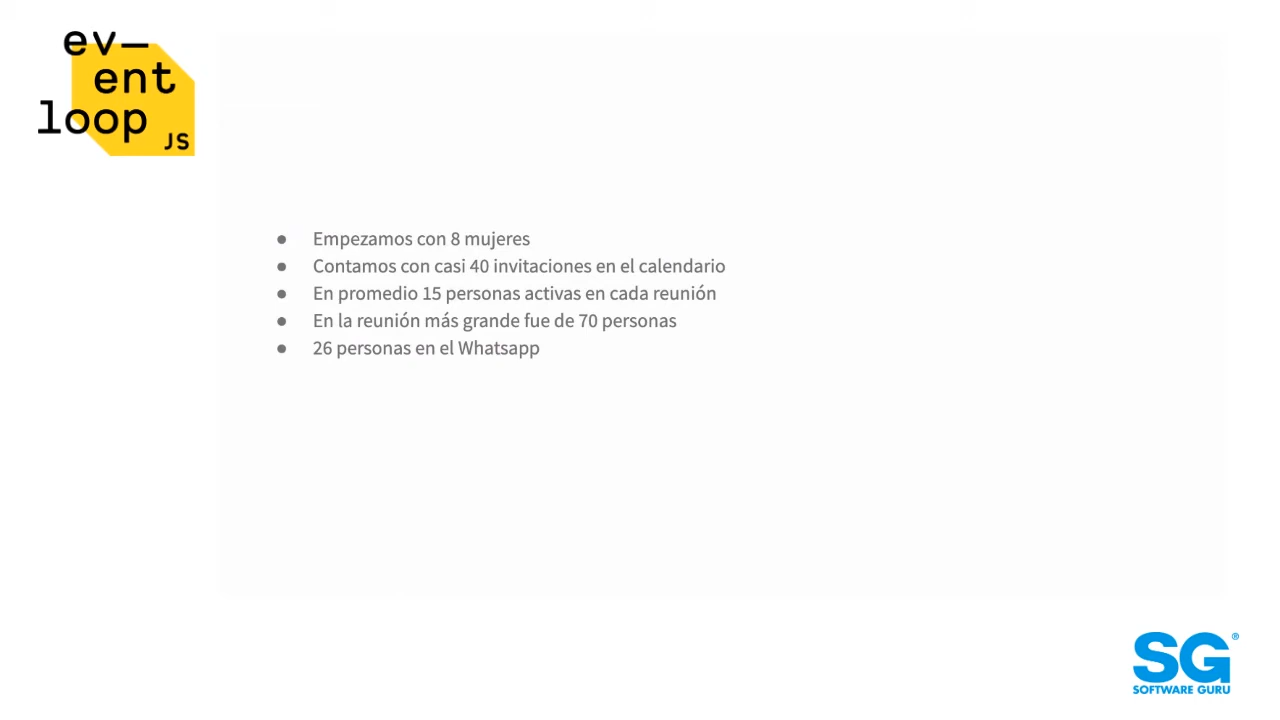 ev—
ent
loop
JS
● Empezamos con 8 mujeres
● Contamos con casi 40 invitaciones en el calendario
● En promedio 15 personas activas en cada reunión
● En la reunión más grande fue de 70 personas
● 26 personas en el Whatsapp
SG®
SOFTWARE GURU